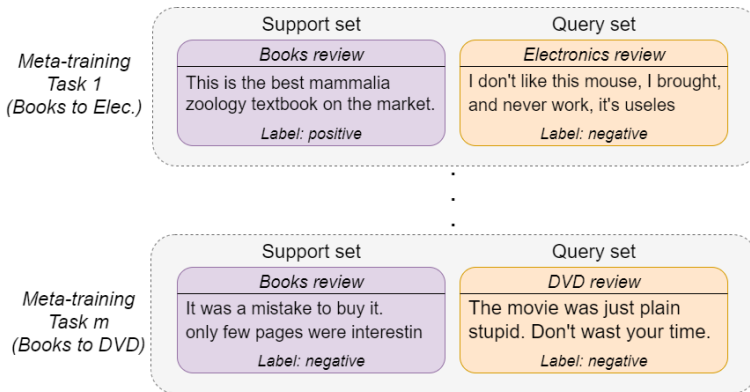 Support set
Query set
Meta-training
Task 1
(Books to Elec.)
Books review
This is the best mammalia
zoology textbook on the market.
Label: positive
Electronics review
I don't like this mouse, I brought,
and never work, it's useles
Label: negative
Support set
Query set
Meta-training
Task m
(Books to DVD)
Books review
It was a mistake to buy it.
only few pages were interestin
Label: negative
DVD review
The movie was just plain
stupid. Don't wast your time.
Label: negative